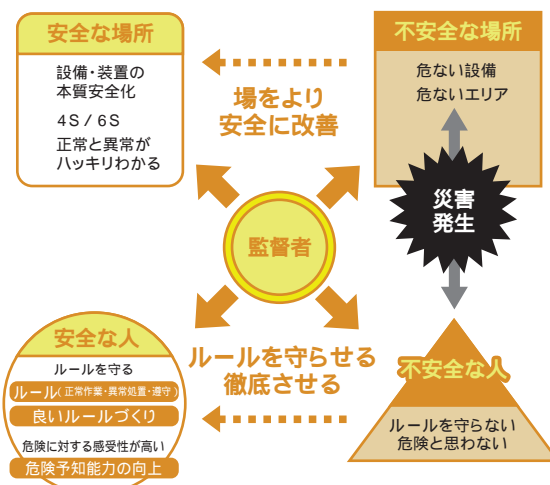 安全な場所
設備・装置の
本質安全化
4S / 6S
正常と異常が
ハッキリわかる
場をより
安全に改善
不安全な場所
危ない設備
危ないエリア
災害
発生
監督者
安全な人
ルールを守る
ルール(正常作業・異常処置・遵守)
良いルールづくり
危険に対する感受性が高い
危険予知能力の向上
ルールを守らせる
徹底させる
不安全な人
ルールを守らない
危険と思わない